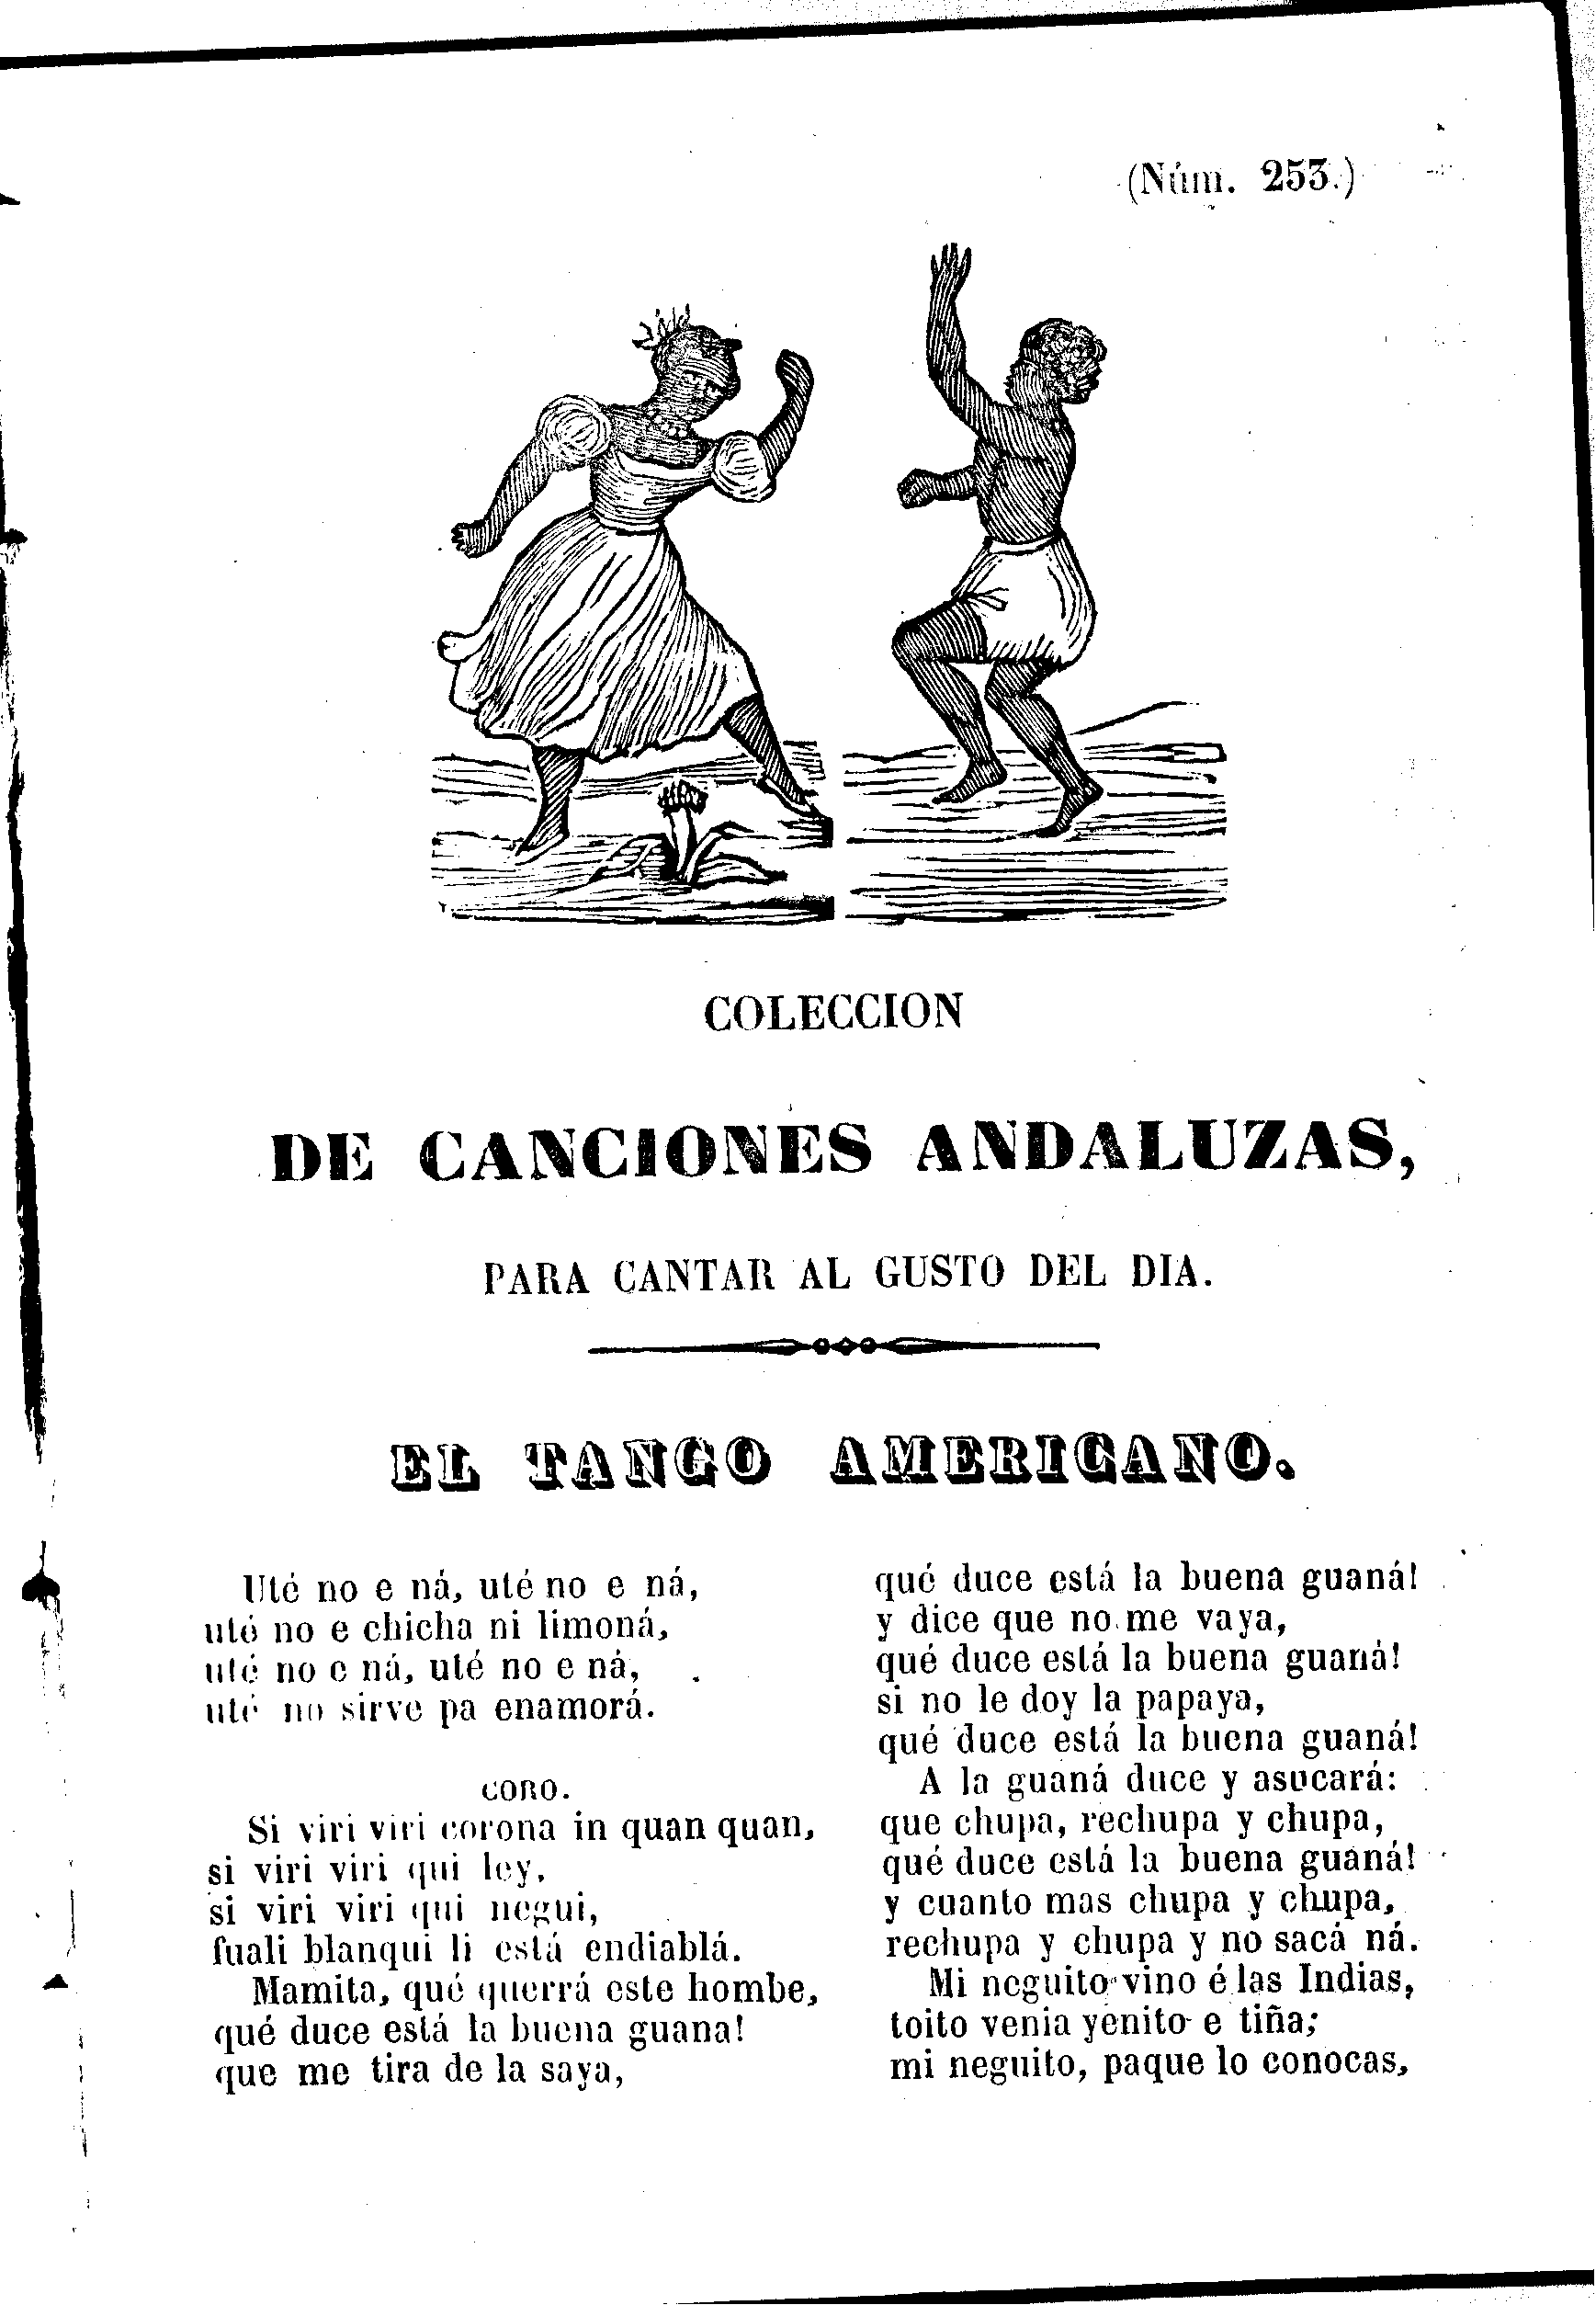 (Núm. 253.)
COLECCION
DE CANCIONES ANDALUZAS,
PARA CANTAR AL GUSTO DEL DIA.
EL TANGO AMERICANO.
Uté no e ná, uté no e ná,
uté no e chicha ni limoná,
uté no e ná, uté no e ná,
uté no sirve pa enamorá.
CORO.
Si viri viri corona in quan quan,
si viri viri qui ley,
si viri viri qui negui,
fuali blanqui li está endiablá.
Mamita, qué querrá este hombe,
qué duce está la buena guana!
que me tira de la saya,
qué duce está la buena guaná!
y dice que no me vaya,
qué duce está la buena guaná!
si no le doy la papaya,
qué duce está la buena guaná!
A la guaná duce y asucará:
que chupa, rechupa y chupa,
qué duce está la buena guaná!
y cuanto mas chupa y chupa,
rechupa y chupa y no sacá ná.
Mi neguito vino é las Indias,
toito venia yenito e tiña;
mi neguito, paque lo conocas,